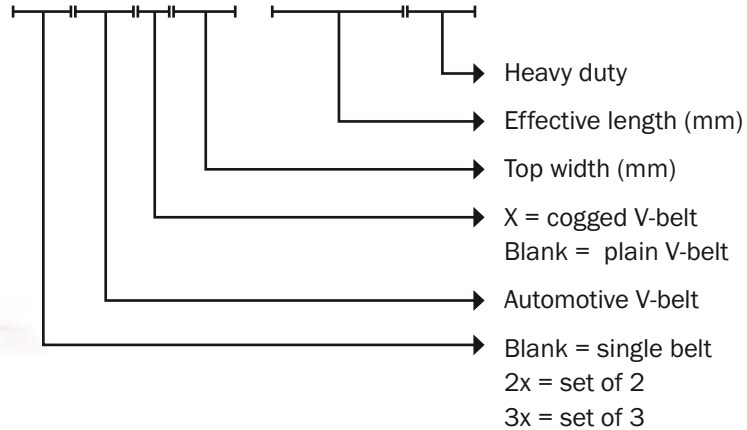 Heavy duty
Effective length (mm)
Top width (mm)
X = cogged V-belt
Blank = plain V-belt
Automotive V-belt
Blank = single belt
2x = set of 2
3x = set of 3